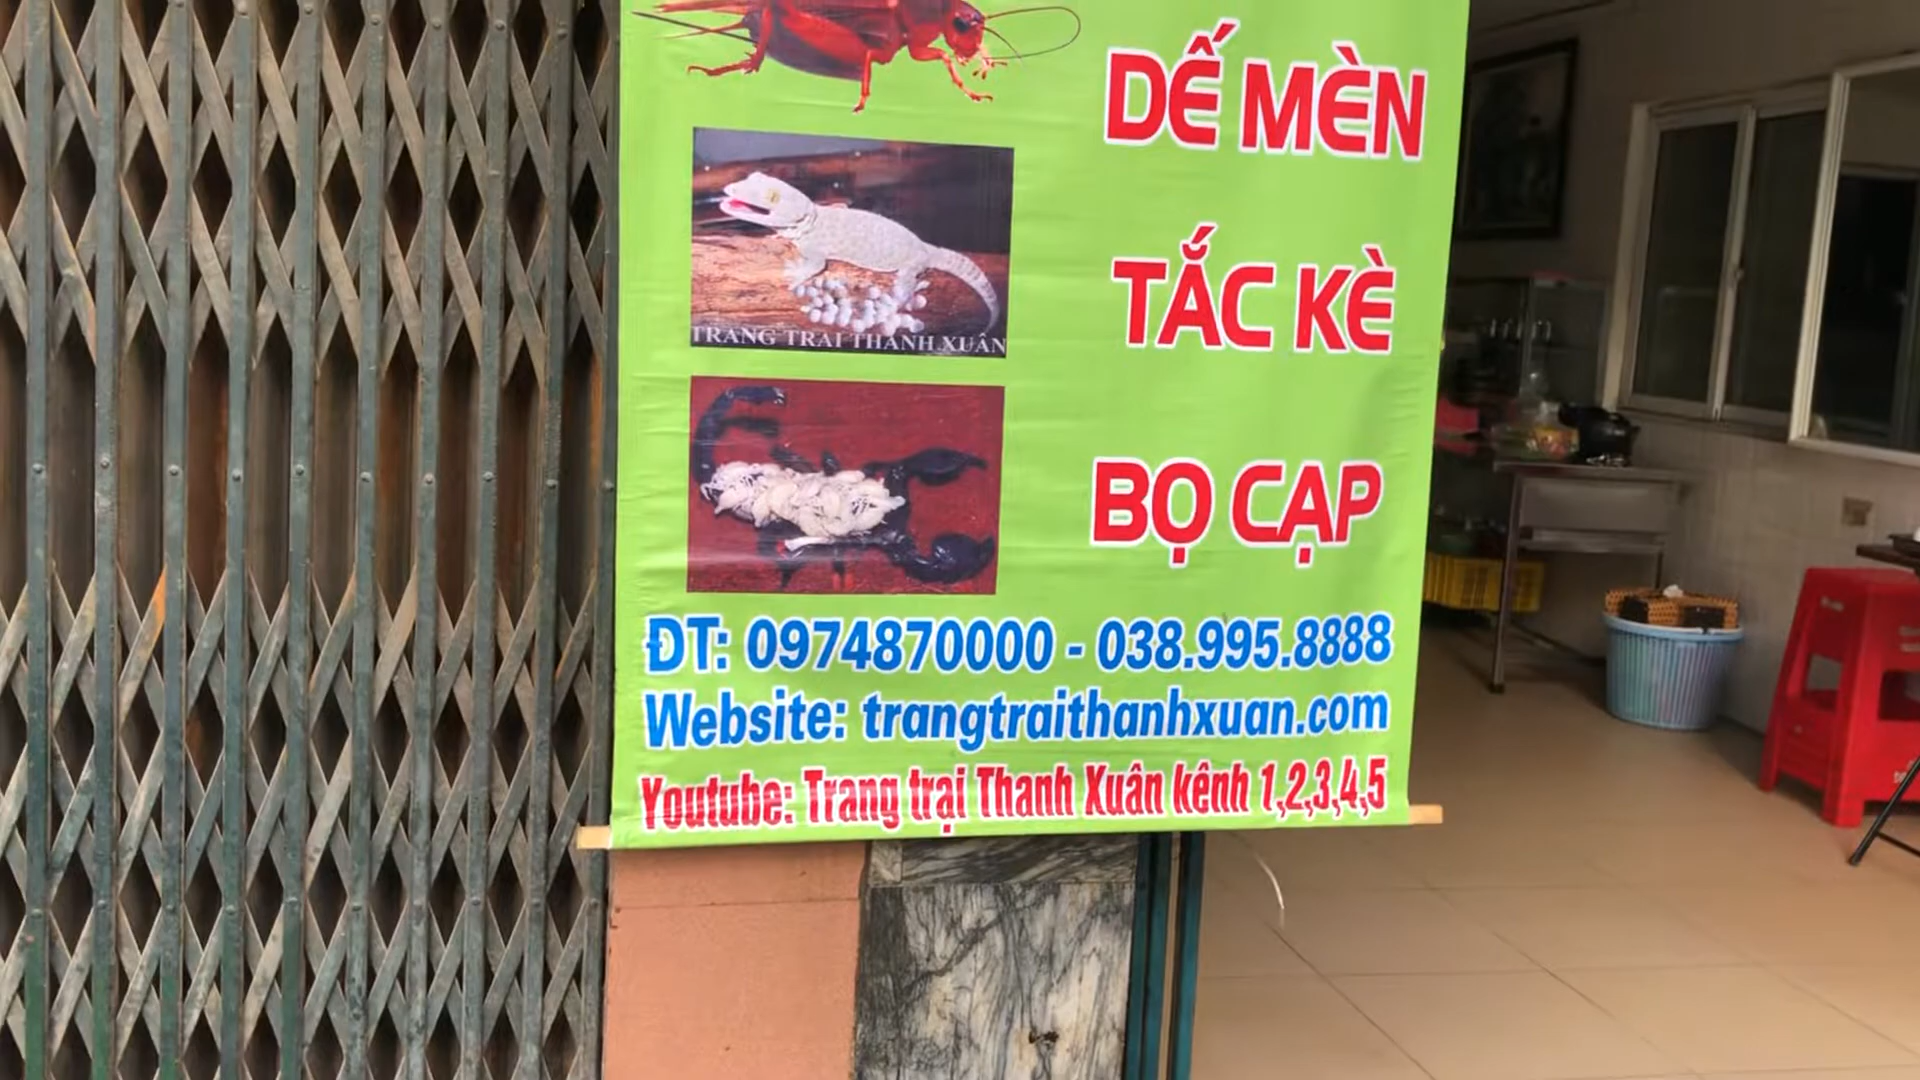 DẾ MÈN
TRANG TRẠI THANH XUÂN
TẮC KÈ
BỌ CẠP
ĐT: 0974870000 - 038.995.8888
Website: trangtraithanhxuan.com
Youtube: Trang trại Thanh Xuân kênh 1,2,3,4,5